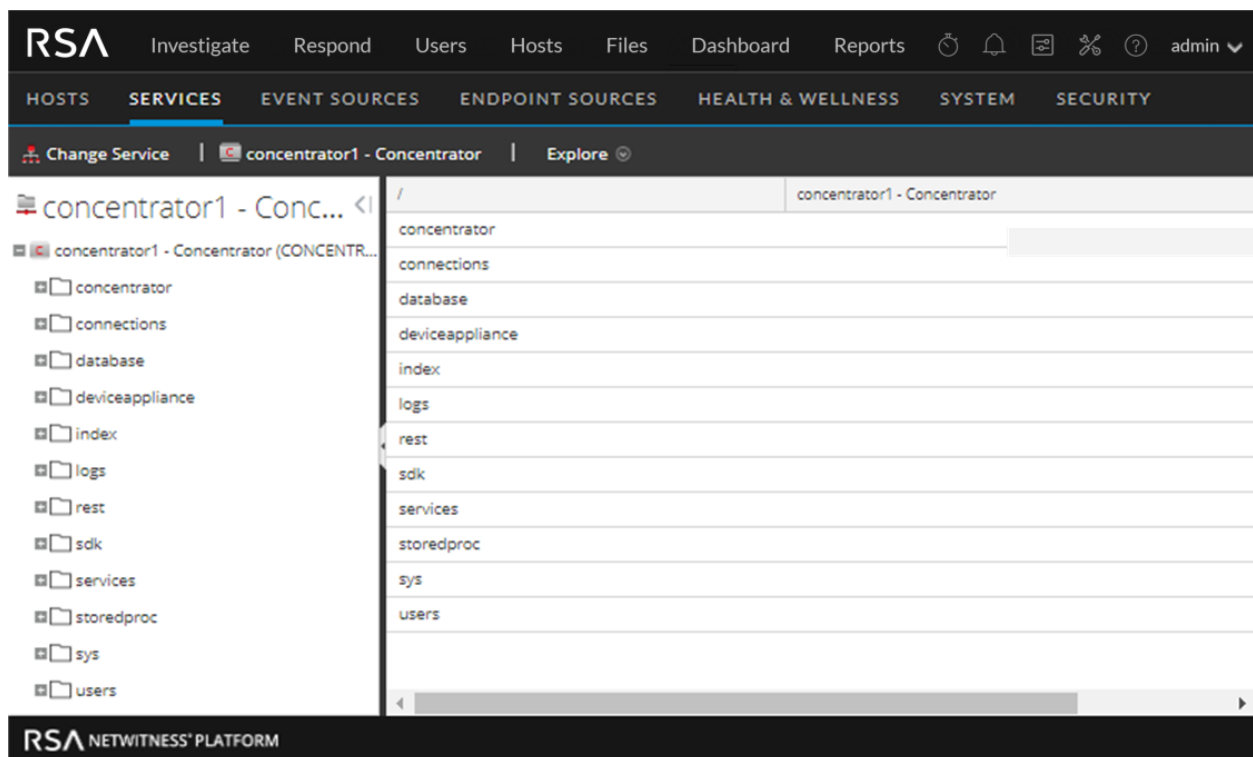 RSA Investigate Respond Users Hosts Files Dashboard Reports admin
HOSTS SERVICES EVENT SOURCES ENDPOINT SOURCES HEALTH & WELLNESS SYSTEM SECURITY
Change Service | C concentrator1 - Concentrator | Explore
concentrator1 - Conc...
C concentrator1 - Concentrator (CONCENTR...
concentrator
connections
database
deviceappliance
index
logs
rest
sdk
services
storedproc
sys
users
/ concentrator1 - Concentrator
concentrator
connections
database
deviceappliance
index
logs
rest
sdk
services
storedproc
sys
users
RSA NETWITNESS® PLATFORM